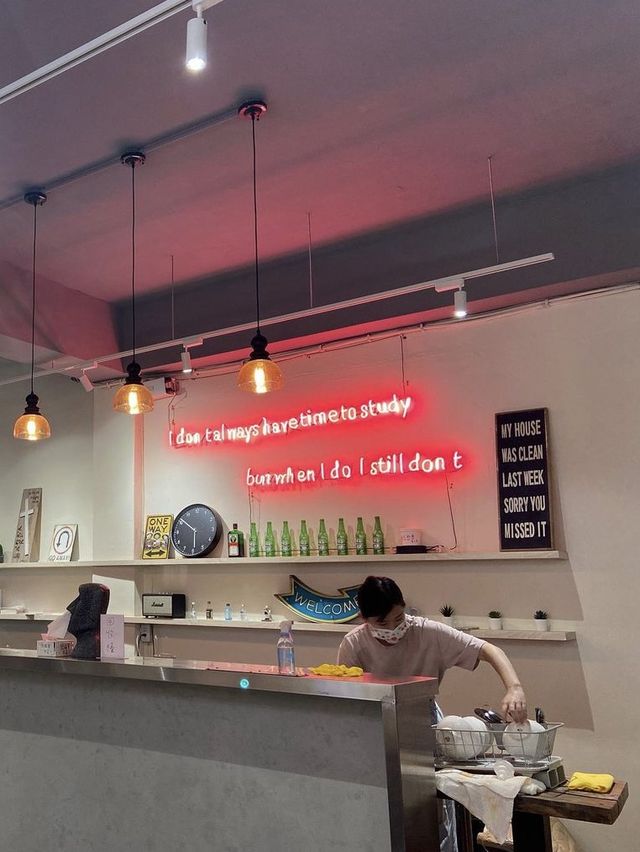 I don t always have time to study
but when I do I still don t
MY HOUSE
WAS CLEAN
LAST WEEK
SORRY YOU
MISSED IT
ONE
WAY
WELCOME
Marshall